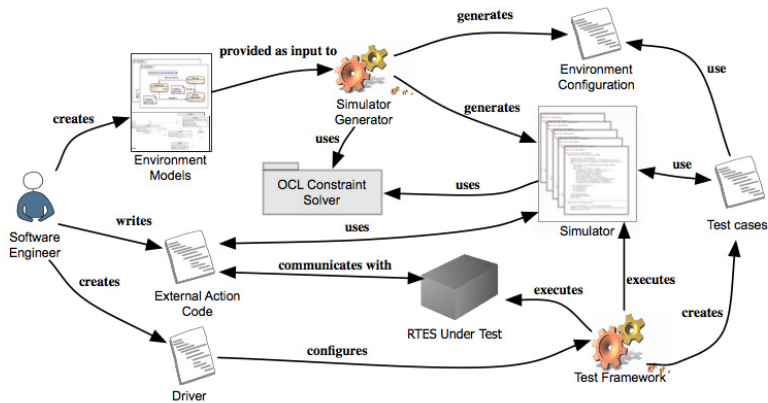 generates
provided as input to
Environment
Configuration
use
Simulator
Generator
generates
creates
Environment
Models
uses
OCL Constraint
Solver
uses
use
Test cases
Software
Engineer
writes
uses
Simulator
communicates with
External Action
Code
creates
executes
executes
RTES Under Test
creates
configures
Test Framework
Driver